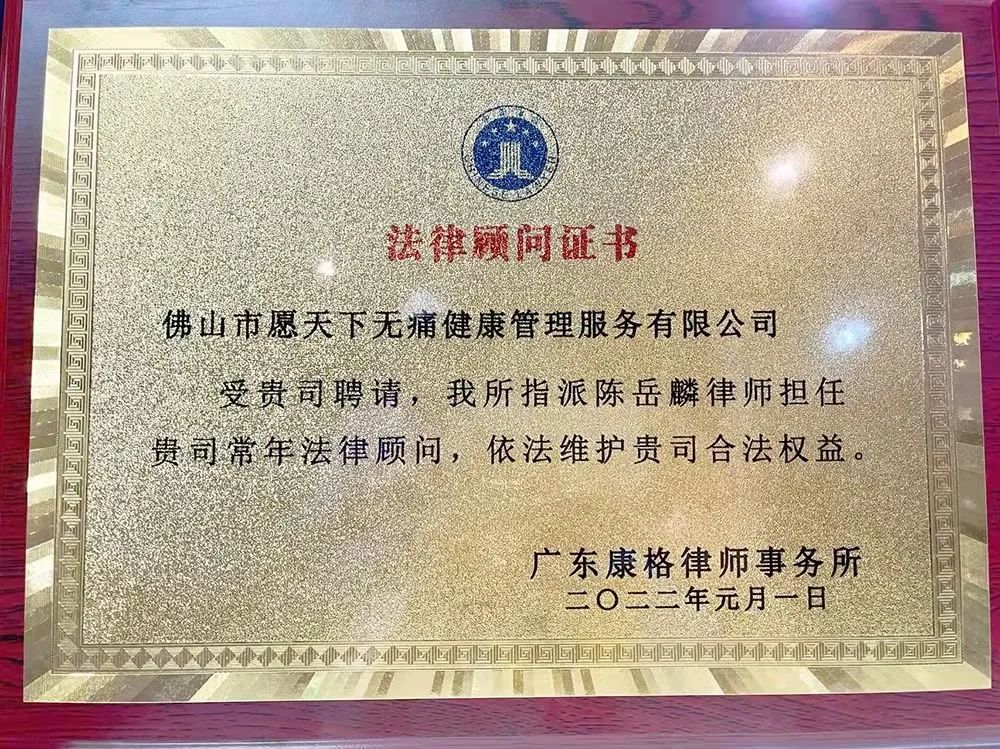 法律顾问证书
佛山市愿天下无痛健康管理服务有限公司
受贵司聘请，我所指派陈岳麟律师担任
贵司常年法律顾问，依法维护贵司合法权益。
广东康格律师事务所
二〇二二年元月一日